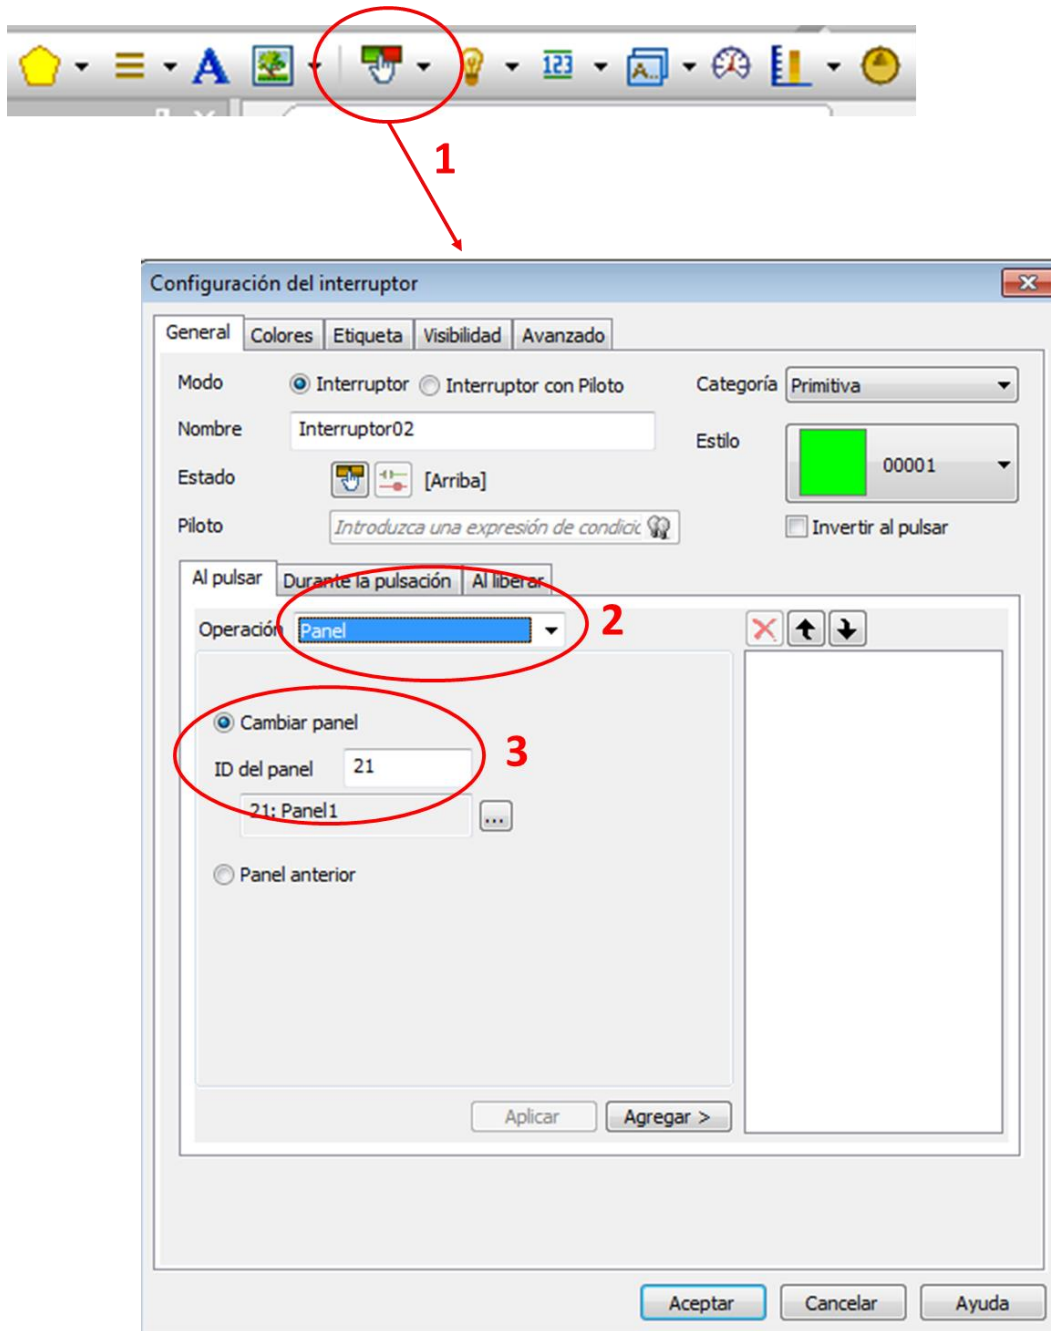 A
123
A..
1
Configuración del interruptor
General Colores Etiqueta Visibilidad Avanzado
Modo Interruptor Interruptor con Piloto Categoría Primitiva
Nombre Interruptor02
Estilo 00001
Estado [Arriba]
Piloto Introduzca una expresión de condicic Invertir al pulsar
Al pulsar Durante la pulsación Al liberar
Operación Panel 2
Cambiar panel
3
ID del panel 21
21: Panel1 ...
Panel anterior
Aplicar Agregar >
Aceptar Cancelar Ayuda